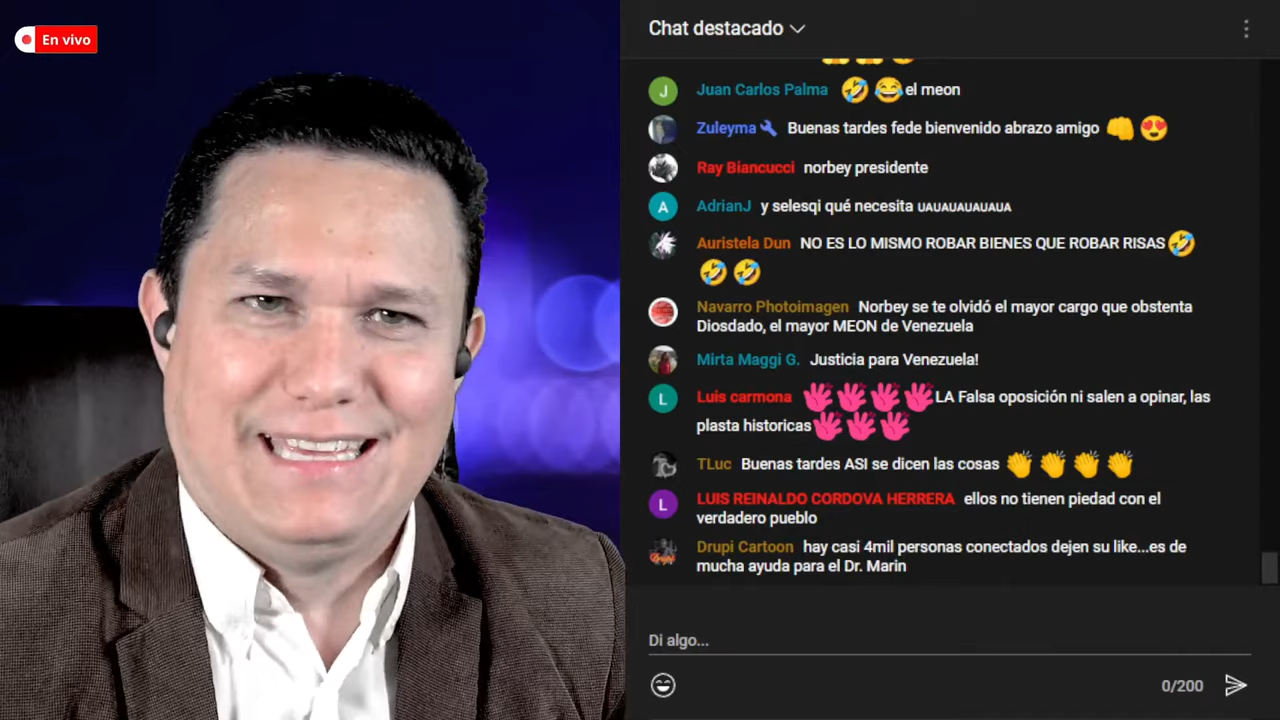 En vivo
Chat destacado
J
Juan Carlos Palma 🤣 😂 el meon
Zuleyma Buenas tardes fede bienvenido abrazo amigo 👊 😍
Ray Biancucci norbey presidente
A
AdrianJ y selesqi qué necesita ᴜᴀᴜᴀᴜᴀᴜᴀᴜᴀ
Auristela Dun NO ES LO MISMO ROBAR BIENES QUE ROBAR RISAS 🤣
🤣 🤣
Navarro Photoimagen Norbey se te olvidó el mayor cargo que obstenta
Diosdado, el mayor MEON de Venezuela
Mirta Maggi G. Justicia para Venezuela!
L
Luis carmona LA Falsa oposición ni salen a opinar, las
plasta historicas
TLuc Buenas tardes ASI se dicen las cosas 👏 👏 👏 👏
L
LUIS REINALDO CORDOVA HERRERA ellos no tienen piedad con el
verdadero pueblo
Drupi Cartoon hay casi 4mil personas conectados dejen su like...es de
mucha ayuda para el Dr. Marin
Di algo...
0/200